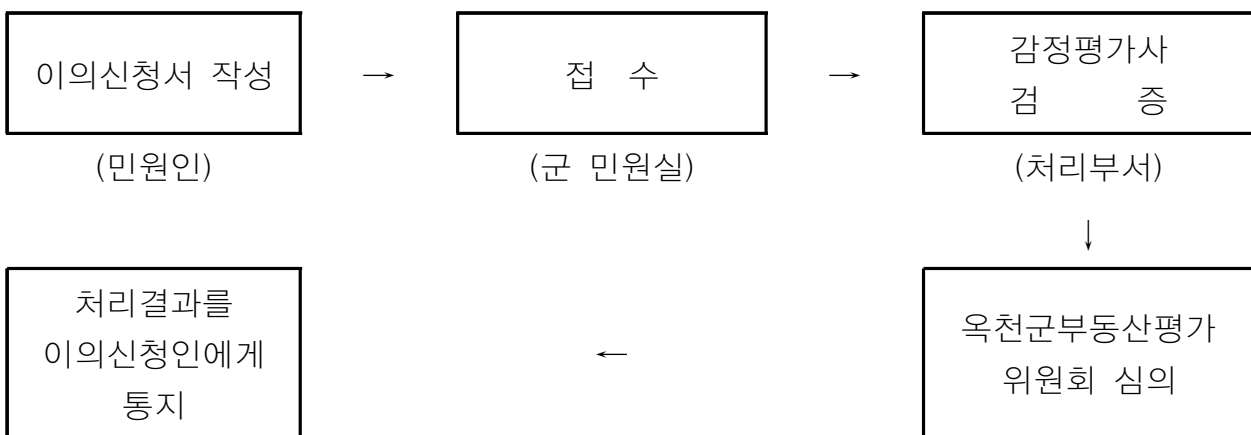 이의신청서 작성
→
접 수
→
감정평가사
검 증
(민원인)
(군 민원실)
(처리부서)
↓
처리결과를
이의신청인에게
통지
←
옥천군부동산평가
위원회 심의